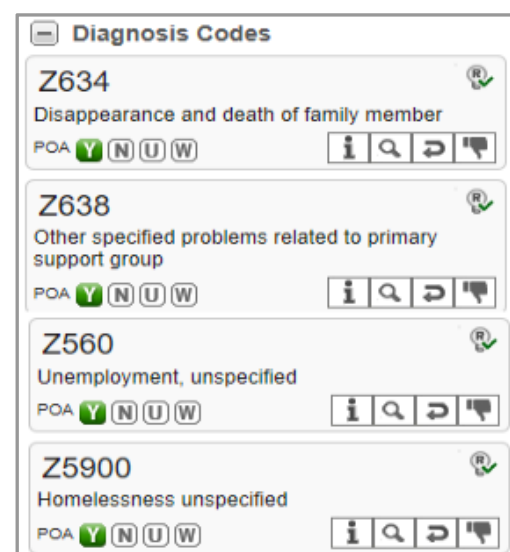 Diagnosis Codes
Z634
R
Disappearance and death of family member
POA Y N U W
i
Z638
R
Other specified problems related to primary
support group
POA Y N U W
i
Z560
R
Unemployment, unspecified
POA Y N U W
i
Z5900
R
Homelessness unspecified
POA Y N U W
i